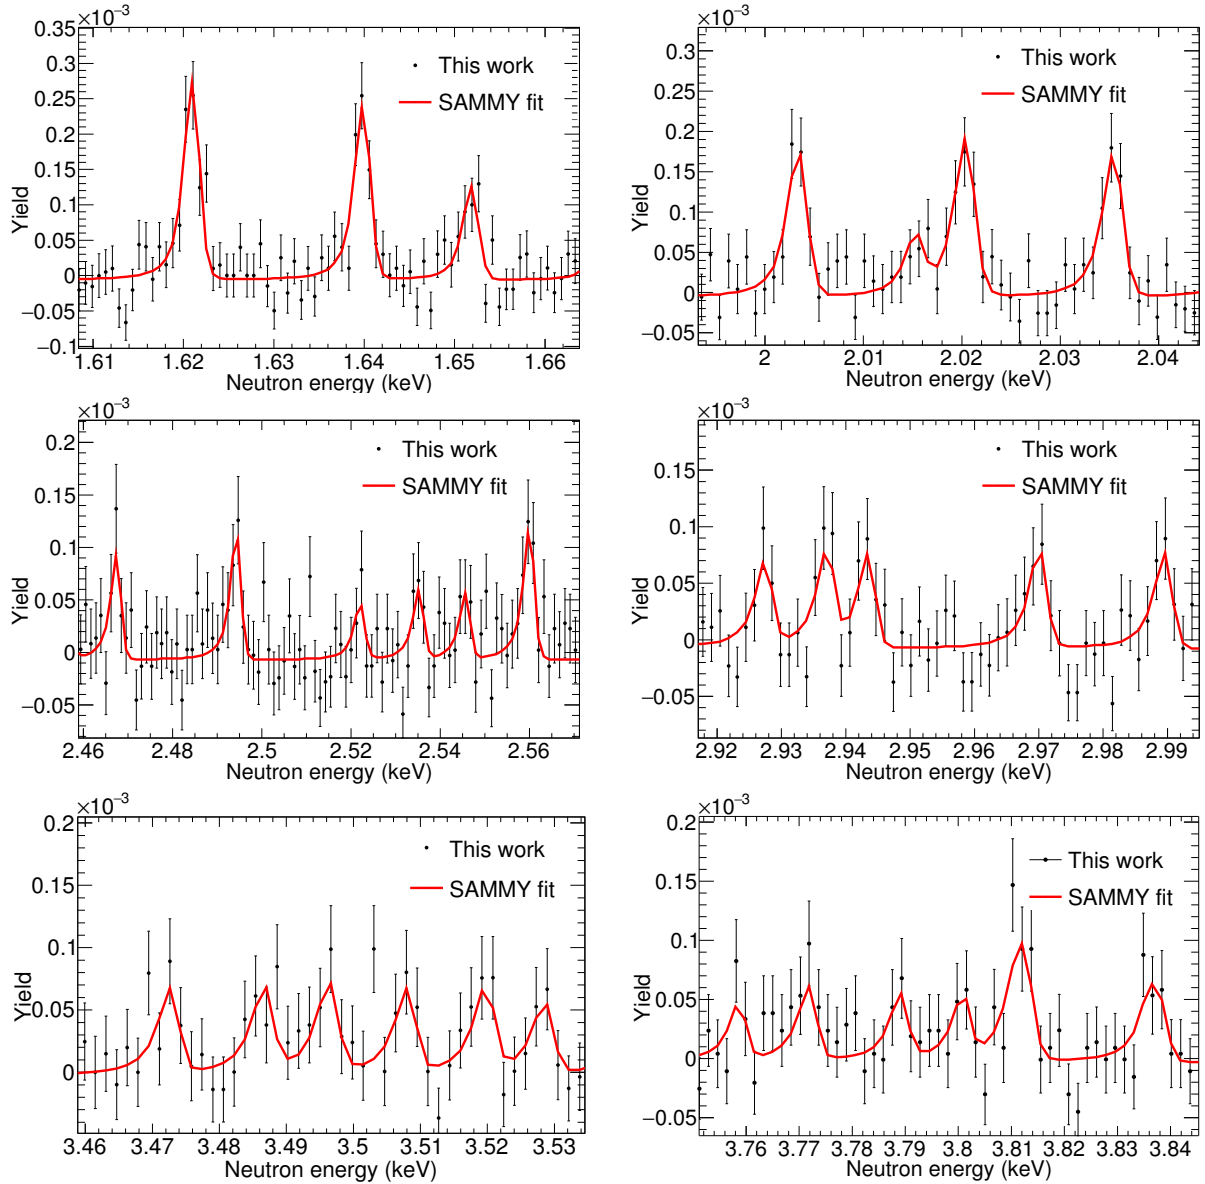 ×10⁻³
0.35
0.3
0.25
0.2
0.15
0.1
0.05
0
−0.05
−0.1
Yield
This work
SAMMY fit
1.61 1.62 1.63 1.64 1.65 1.66
Neutron energy (keV)
×10⁻³
0.3
0.25
0.2
0.15
0.1
0.05
0
−0.05
Yield
This work
SAMMY fit
2 2.01 2.02 2.03 2.04
Neutron energy (keV)
×10⁻³
0.2
0.15
0.1
0.05
0
−0.05
Yield
This work
SAMMY fit
2.46 2.48 2.5 2.52 2.54 2.56
Neutron energy (keV)
×10⁻³
0.15
0.1
0.05
0
−0.05
Yield
This work
SAMMY fit
2.92 2.93 2.94 2.95 2.96 2.97 2.98 2.99
Neutron energy (keV)
×10⁻³
0.2
0.15
0.1
0.05
0
Yield
This work
SAMMY fit
3.46 3.47 3.48 3.49 3.5 3.51 3.52 3.53
Neutron energy (keV)
×10⁻³
0.2
0.15
0.1
0.05
0
−0.05
Yield
This work
SAMMY fit
3.76 3.77 3.78 3.79 3.8 3.81 3.82 3.83 3.84
Neutron energy (keV)